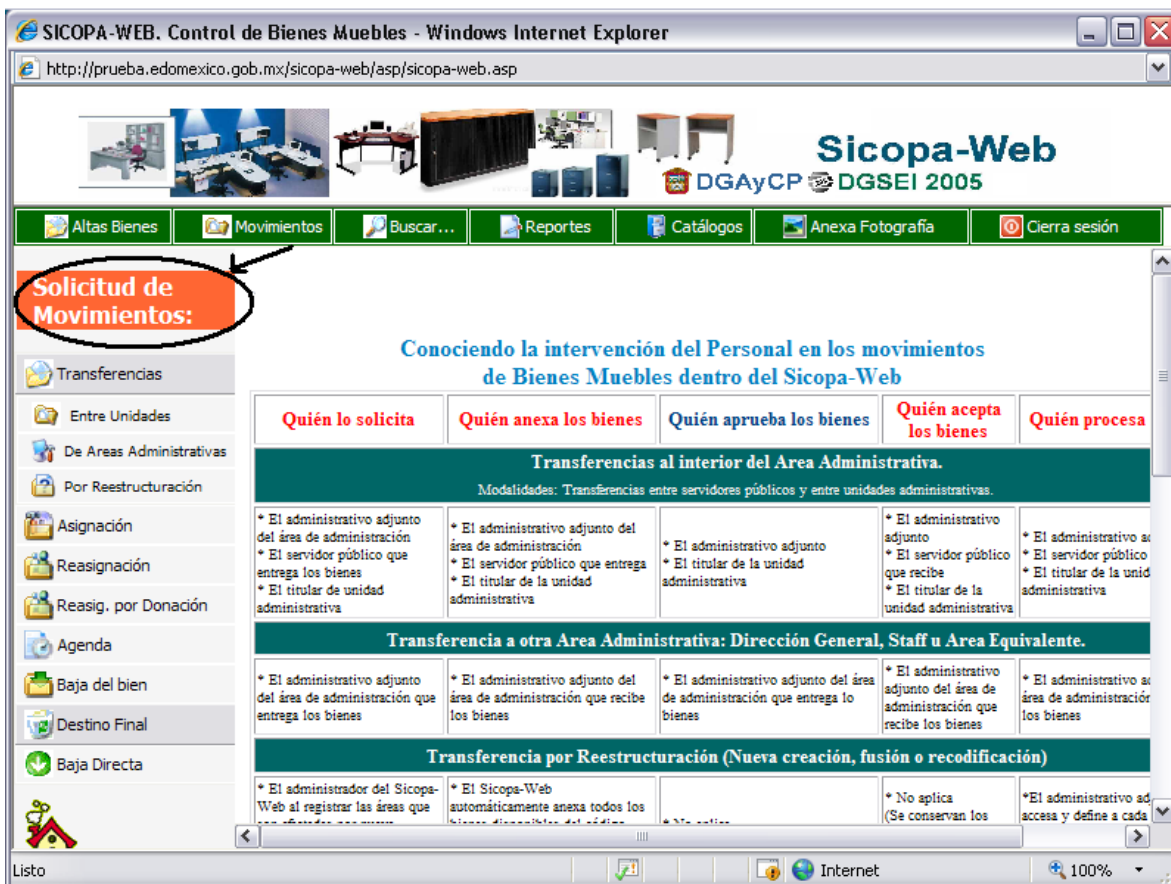 SICOPA-WEB. Control de Bienes Muebles - Windows Internet Explorer
http://prueba.edomexico.gob.mx/sicopa-web/asp/sicopa-web.asp
Sicopa-Web
DGAyCP DGSEI 2005
Altas Bienes Movimientos Buscar... Reportes Catálogos Anexa Fotografía Cierra sesión
Solicitud de
Movimientos:
Transferencias
Entre Unidades
De Areas Administrativas
Por Reestructuración
Asignación
Reasignación
Reasig. por Donación
Agenda
Baja del bien
Destino Final
Baja Directa
Conociendo la intervención del Personal en los movimientos
de Bienes Muebles dentro del Sicopa-Web
Quién lo solicita
Quién anexa los bienes
Quién aprueba los bienes
Quién acepta
los bienes
Quién procesa
Transferencias al interior del Area Administrativa.
Modalidades: Transferencias entre servidores públicos y entre unidades administrativas.
* El administrativo adjunto
del área de administración
* El servidor público que
entrega los bienes
* El titular de unidad
administrativa
* El administrativo adjunto del
área de administración
* El servidor público que entrega
* El titular de la unidad
administrativa
* El administrativo adjunto
* El titular de la unidad
administrativa
* El administrativo
adjunto
* El servidor público
que recibe
* El titular de la
unidad administrativa
* El administrativo
* El servidor público
* El titular de la
administrativa
Transferencia a otra Area Administrativa: Dirección General, Staff u Area Equivalente.
* El administrativo adjunto
del área de administración que
entrega los bienes
* El administrativo adjunto del
área de administración que recibe
los bienes
* El administrativo adjunto del área
de administración que entrega lo
bienes
* El administrativo
adjunto del área de
administración que
recibe los bienes
* El administrativo
área de administración
los bienes
Transferencia por Reestructuración (Nueva creación, fusión o recodificación)
* El administrador del Sicopa-
Web al registrar las áreas que
* El Sicopa-Web
automáticamente anexa todos los
* No aplica
* No aplica
(Se conservan los
*El administrativo
accesa y define a cada
Listo
Internet
100%